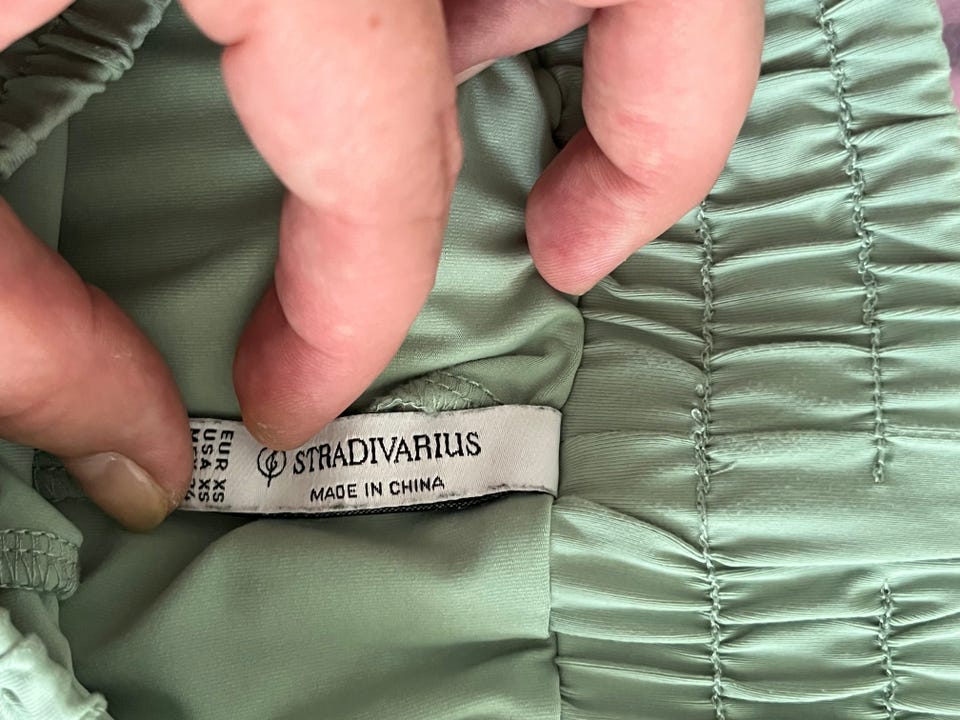 STRADIVARIUS
MADE IN CHINA
EUR XS
USA XS